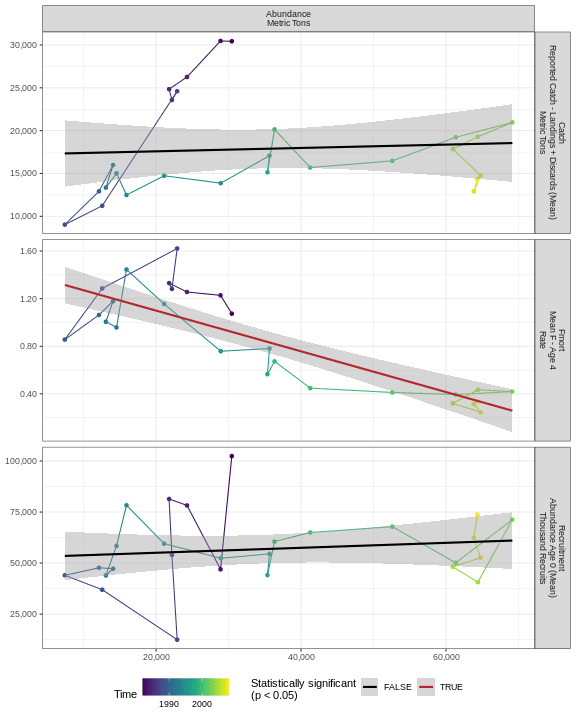 Abundance
Metric Tons
30,000
25,000
20,000
15,000
10,000
Catch
Reported Catch - Landings + Discards (Mean)
Metric Tons
1.60
1.20
0.80
0.40
Fmort
Mean F - Age 4
Rate
100,000
75,000
50,000
25,000
Recruitment
Abundance Age 0 (Mean)
Thousand Recruits
20,000 40,000 60,000
Time
1990 2000
Statistically significant
(p < 0.05)
FALSE TRUE